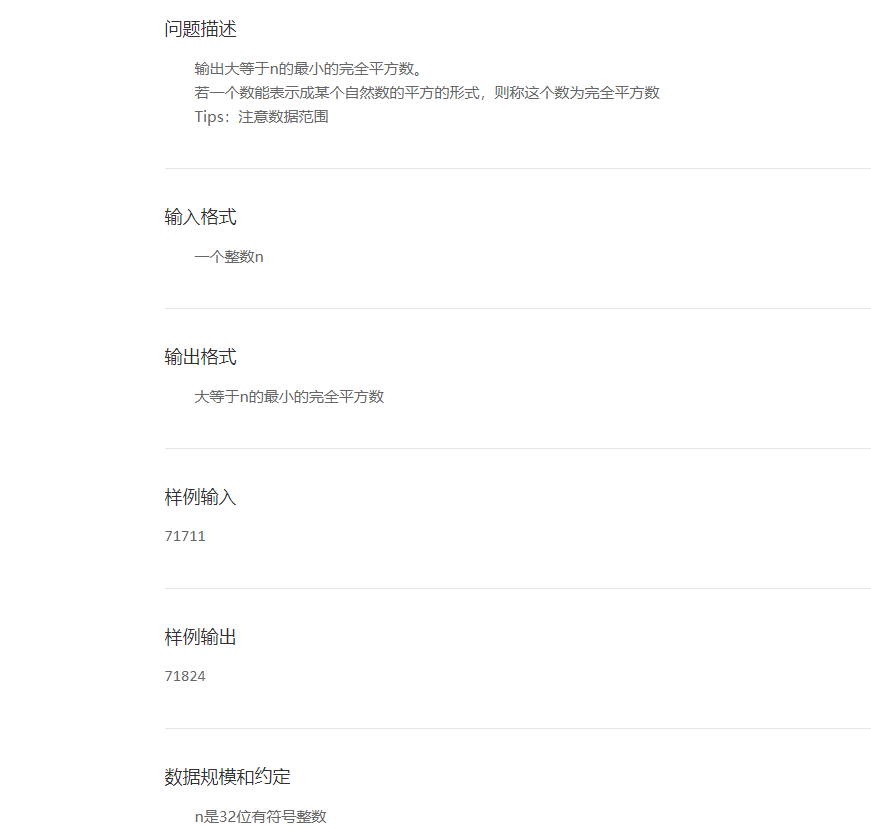 问题描述
输出大等于n的最小的完全平方数。
若一个数能表示成某个自然数的平方的形式，则称这个数为完全平方数
Tips：注意数据范围
输入格式
一个整数n
输出格式
大等于n的最小的完全平方数
样例输入
71711
样例输出
71824
数据规模和约定
n是32位有符号整数